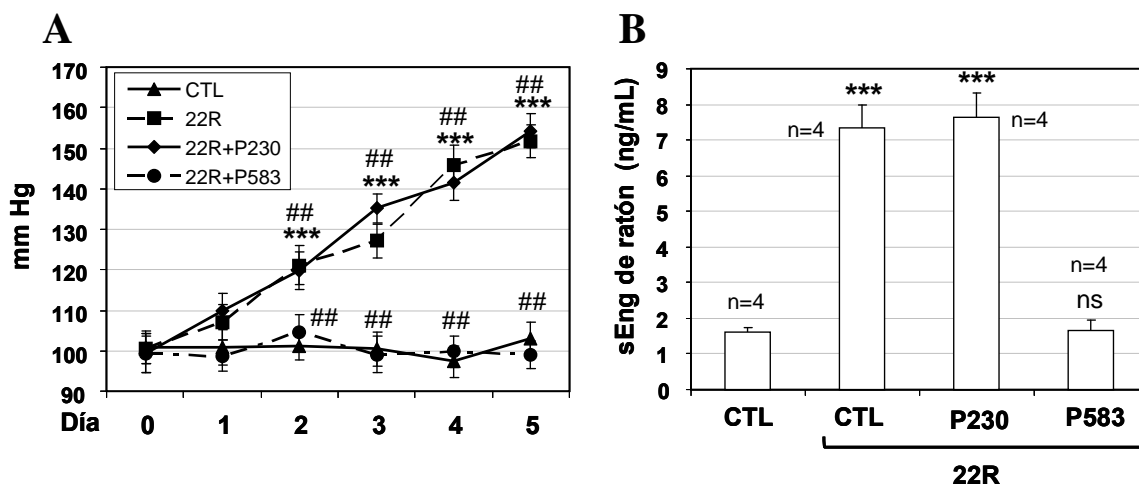 A
170
160
150
140
130
120
110
100
90
mm Hg
CTL
22R
22R+P230
22R+P583
##
***
##
***
##
***
##
***
##
##
##
##
Día
0 1 2 3 4 5
B
9
8
7
6
5
4
3
2
1
0
sEng de ratón (ng/mL)
n=4
***
n=4
***
n=4
n=4
ns
CTL CTL P230 P583
22R